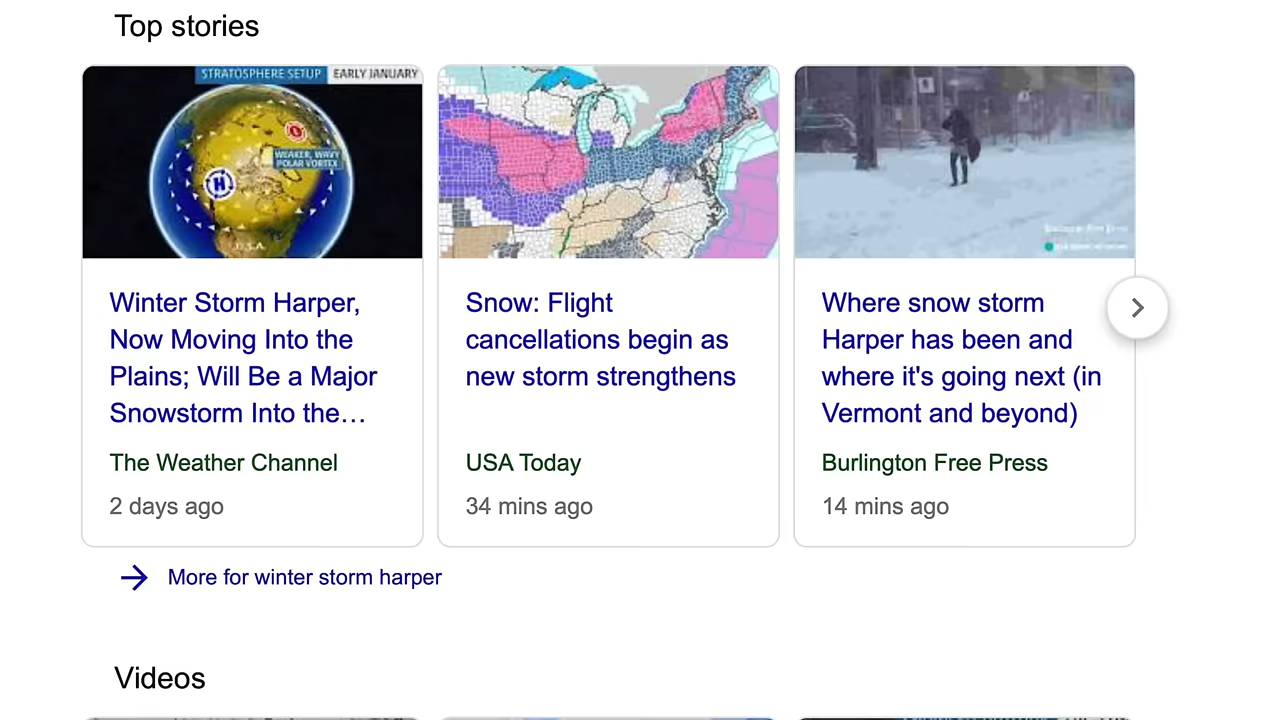 Top stories
STRATOSPHERE SETUP EARLY JANUARY
L
WEAKER, WAVY
POLAR VORTEX
H
U.S.A.
Winter Storm Harper,
Now Moving Into the
Plains; Will Be a Major
Snowstorm Into the…
The Weather Channel
2 days ago
Snow: Flight
cancellations begin as
new storm strengthens
USA Today
34 mins ago
Burlington Free Press
Where snow storm
Harper has been and
where it's going next (in
Vermont and beyond)
Burlington Free Press
14 mins ago
More for winter storm harper
Videos